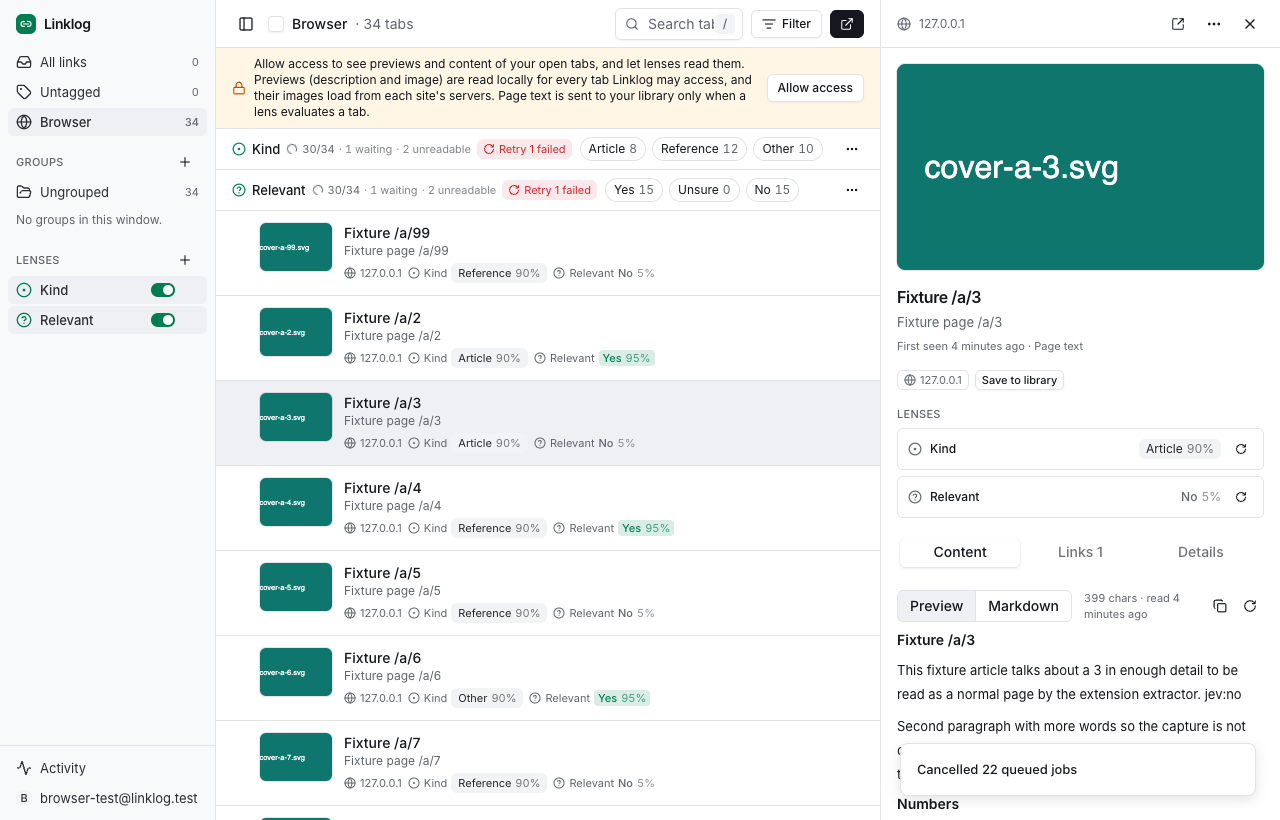 Linklog
All links 0
Untagged 0
Browser 34
GROUPS
Ungrouped 34
No groups in this window.
LENSES
Kind
Relevant
Activity
B browser-test@linklog.test
Browser · 34 tabs
Search tab /
Filter
Allow access to see previews and content of your open tabs, and let lenses read them.
Previews (description and image) are read locally for every tab Linklog may access, and
their images load from each site's servers. Page text is sent to your library only when a
lens evaluates a tab.
Allow access
Kind 30/34 · 1 waiting · 2 unreadable Retry 1 failed Article 8 Reference 12 Other 10
Relevant 30/34 · 1 waiting · 2 unreadable Retry 1 failed Yes 15 Unsure 0 No 15
cover-a-99.svg
Fixture /a/99
Fixture page /a/99
127.0.0.1 Kind Reference 90% Relevant No 5%
cover-a-2.svg
Fixture /a/2
Fixture page /a/2
127.0.0.1 Kind Article 90% Relevant Yes 95%
cover-a-3.svg
Fixture /a/3
Fixture page /a/3
127.0.0.1 Kind Article 90% Relevant No 5%
cover-a-4.svg
Fixture /a/4
Fixture page /a/4
127.0.0.1 Kind Reference 90% Relevant Yes 95%
cover-a-5.svg
Fixture /a/5
Fixture page /a/5
127.0.0.1 Kind Reference 90% Relevant No 5%
cover-a-6.svg
Fixture /a/6
Fixture page /a/6
127.0.0.1 Kind Other 90% Relevant Yes 95%
cover-a-7.svg
Fixture /a/7
Fixture page /a/7
127.0.0.1 Kind Reference 90% Relevant No 5%
127.0.0.1
cover-a-3.svg
Fixture /a/3
Fixture page /a/3
First seen 4 minutes ago · Page text
127.0.0.1 Save to library
LENSES
Kind Article 90%
Relevant No 5%
Content Links 1 Details
Preview Markdown
399 chars · read 4
minutes ago
Fixture /a/3
This fixture article talks about a 3 in enough detail to be
read as a normal page by the extension extractor. jev:no
Second paragraph with more words so the capture is not
Cancelled 22 queued jobs
Numbers